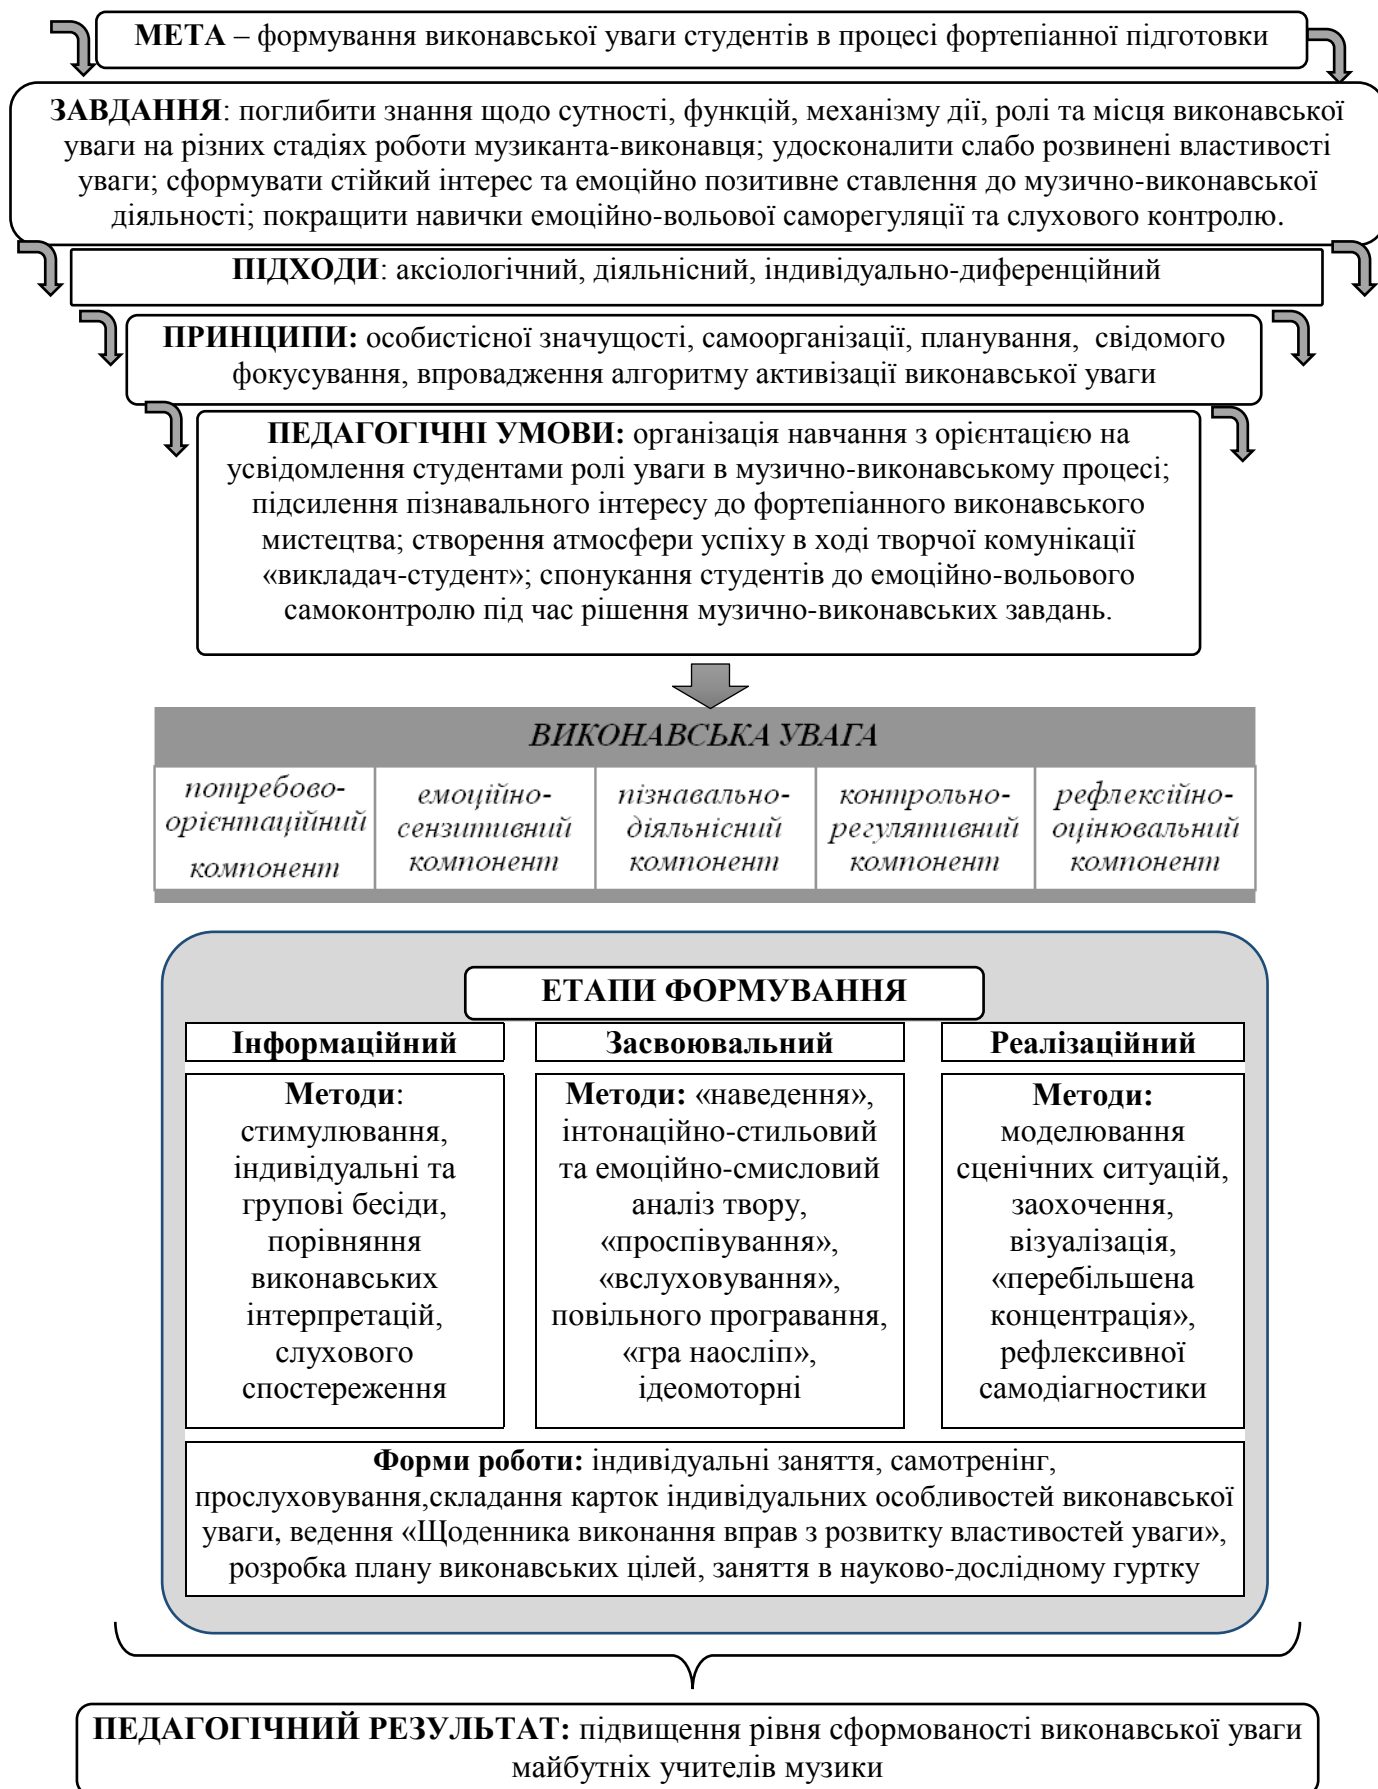 МЕТА – формування виконавської уваги студентів в процесі фортепіанної підготовки
ЗАВДАННЯ: поглибити знання щодо сутності, функцій, механізму дії, ролі та місця виконавської
уваги на різних стадіях роботи музиканта-виконавця; удосконалити слабо розвинені властивості
уваги; сформувати стійкий інтерес та емоційно позитивне ставлення до музично-виконавської
діяльності; покращити навички емоційно-вольової саморегуляції та слухового контролю.
ПІДХОДИ: аксіологічний, діяльнісний, індивідуально-диференційний
ПРИНЦИПИ: особистісної значущості, самоорганізації, планування, свідомого
фокусування, впровадження алгоритму активізації виконавської уваги
ПЕДАГОГІЧНІ УМОВИ: організація навчання з орієнтацією на
усвідомлення студентами ролі уваги в музично-виконавському процесі;
підсилення пізнавального інтересу до фортепіанного виконавського
мистецтва; створення атмосфери успіху в ході творчої комунікації
«викладач-студент»; спонукання студентів до емоційно-вольового
самоконтролю під час рішення музично-виконавських завдань.
ВИКОНАВСЬКА УВАГА
потребово-
орієнтаційний
компонент
емоційно-
сензитивний
компонент
пізнавально-
діяльнісний
компонент
контрольно-
регулятивний
компонент
рефлексійно-
оцінювальний
компонент
ЕТАПИ ФОРМУВАННЯ
Інформаційний
Методи:
стимулювання,
індивідуальні та
групові бесіди,
порівняння
виконавських
інтерпретацій,
слухового
спостереження
Засвоювальний
Методи: «наведення»,
інтонаційно-стильовий
та емоційно-смисловий
аналіз твору,
«проспівування»,
«вслуховування»,
повільного програвання,
«гра наосліп»,
ідеомоторні
Реалізаційний
Методи:
моделювання
сценічних ситуацій,
заохочення,
візуалізація,
«перебільшена
концентрація»,
рефлексивної
самодіагностики
Форми роботи: індивідуальні заняття, самотренінг,
прослуховування,складання карток індивідуальних особливостей виконавської
уваги, ведення «Щоденника виконання вправ з розвитку властивостей уваги»,
розробка плану виконавських цілей, заняття в науково-дослідному гуртку
ПЕДАГОГІЧНИЙ РЕЗУЛЬТАТ: підвищення рівня сформованості виконавської уваги
майбутніх учителів музики